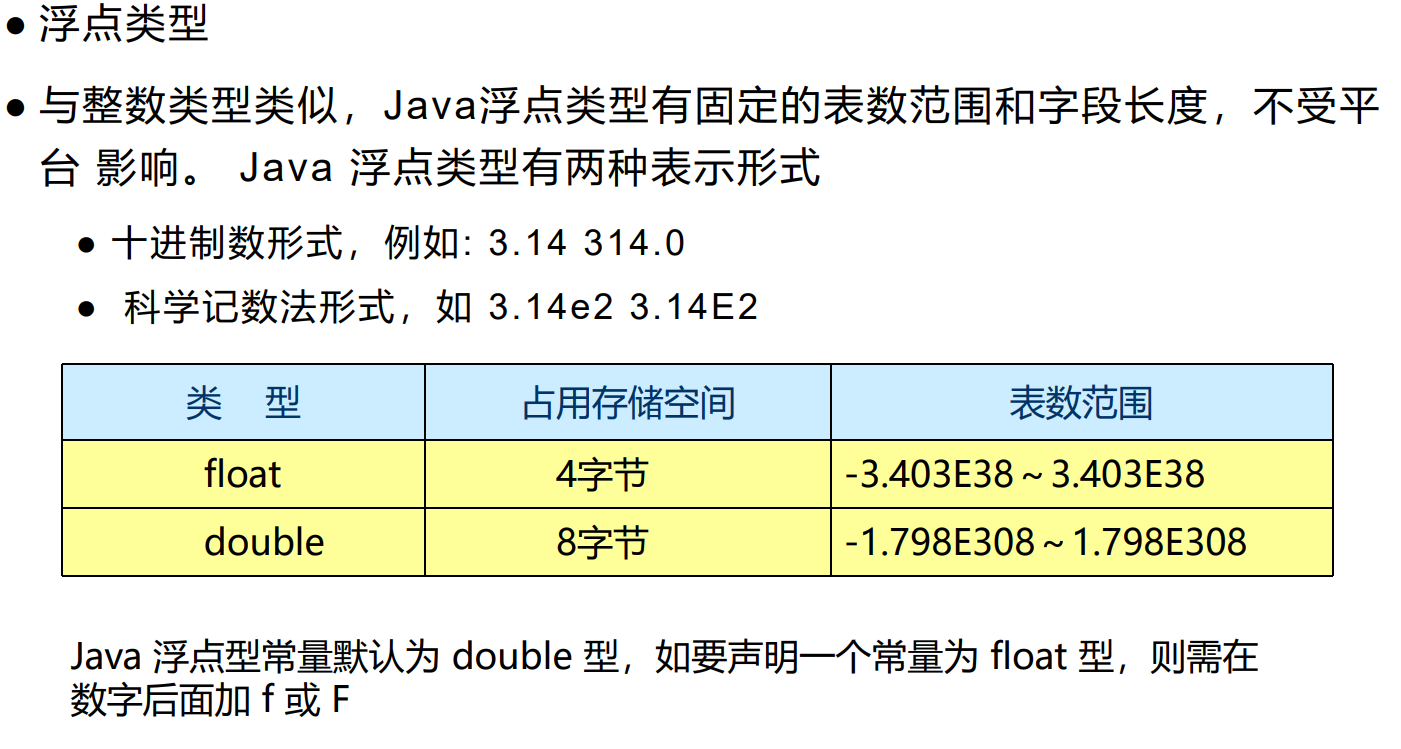 ● 浮点类型
● 与整数类型类似，Java浮点类型有固定的表数范围和字段长度，不受平
台 影响。 Java 浮点类型有两种表示形式
● 十进制数形式，例如: 3.14 314.0
● 科学记数法形式，如 3.14e2 3.14E2
类 型 占用存储空间 表数范围
float 4字节 -3.403E38～3.403E38
double 8字节 -1.798E308～1.798E308
Java 浮点型常量默认为 double 型，如要声明一个常量为 float 型，则需在
数字后面加 f 或 F